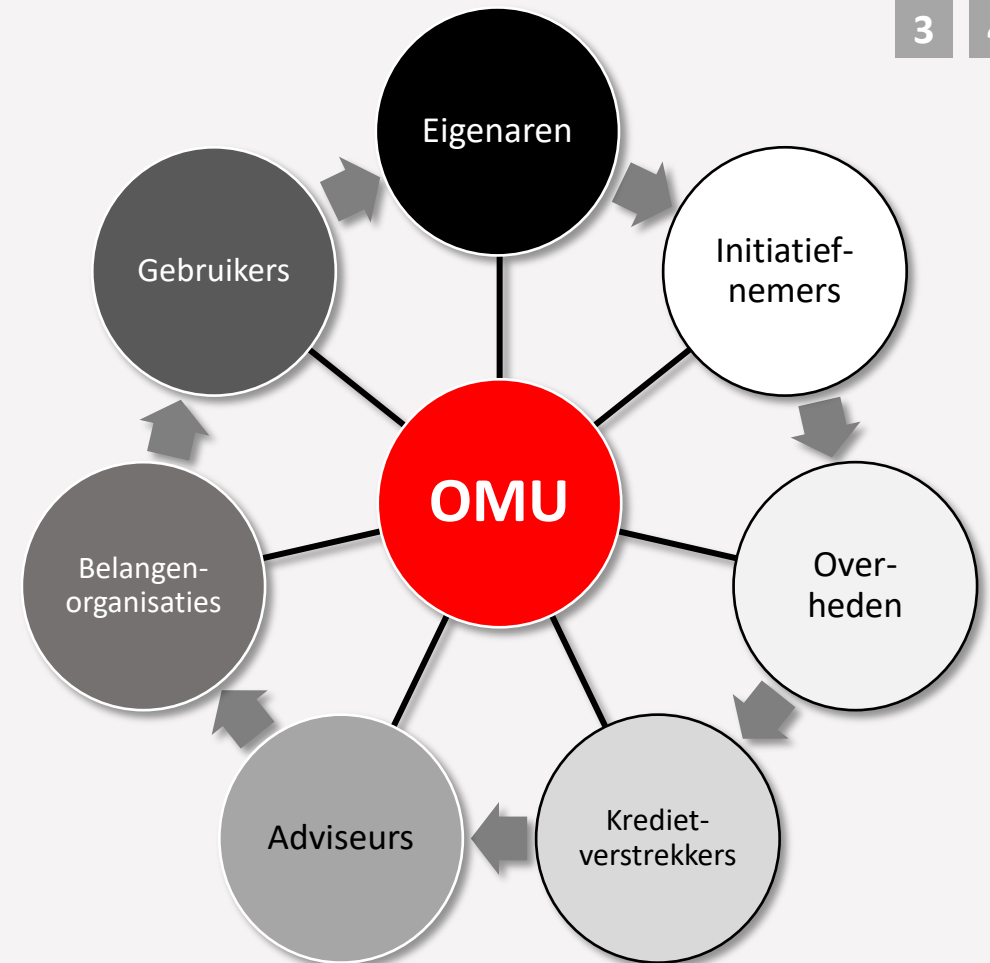 3
Eigenaren
Initiatief-
nemers
Over-
heden
Krediet-
verstrekkers
Adviseurs
Belangen-
organisaties
Gebruikers
OMU